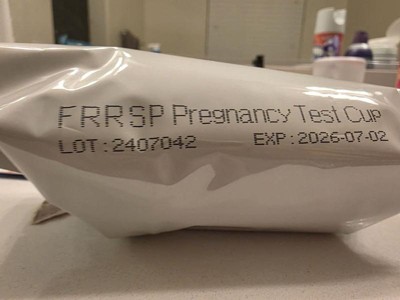 FRRSP Pregnancy Test Cup
LOT : 2407042 EXP : 2026-07-02